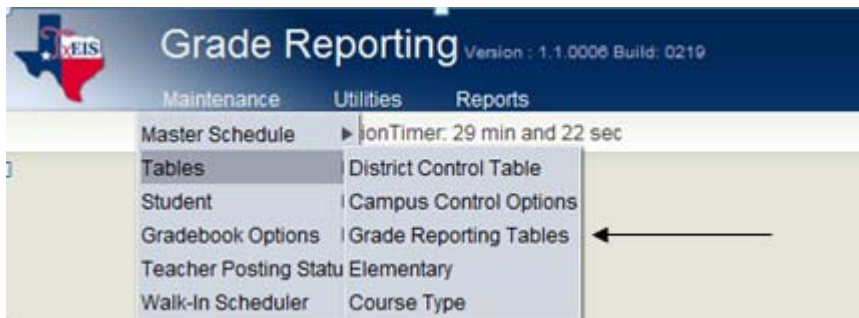 TxEIS
Grade Reporting Version : 1.1.0006 Build: 0219
Maintenance Utilities Reports
Master Schedule ionTimer: 29 min and 22 sec
Tables District Control Table
Student Campus Control Options
Gradebook Options Grade Reporting Tables
Teacher Posting Statu Elementary
Walk-In Scheduler Course Type